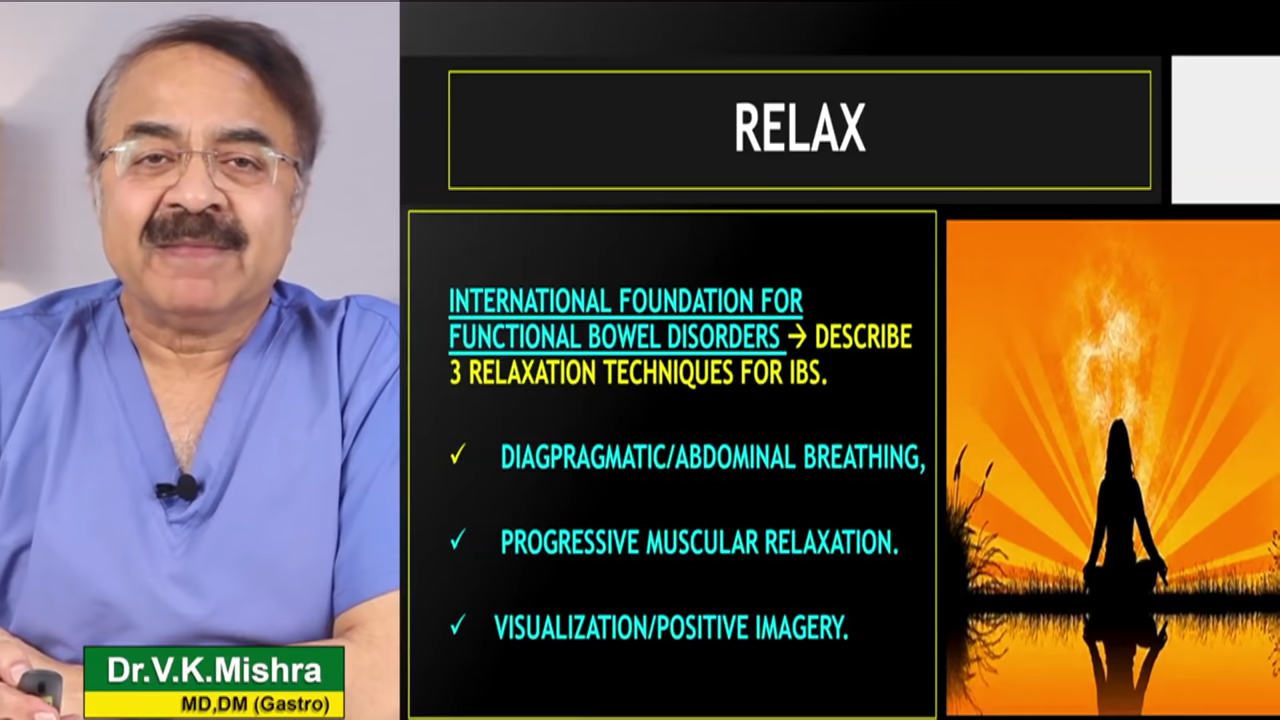 RELAX
INTERNATIONAL FOUNDATION FOR
FUNCTIONAL BOWEL DISORDERS → DESCRIBE
3 RELAXATION TECHNIQUES FOR IBS.
✓ DIAGPRAGMATIC/ABDOMINAL BREATHING,
✓ PROGRESSIVE MUSCULAR RELAXATION.
✓ VISUALIZATION/POSITIVE IMAGERY.
Dr.V.K.Mishra
MD,DM (Gastro)